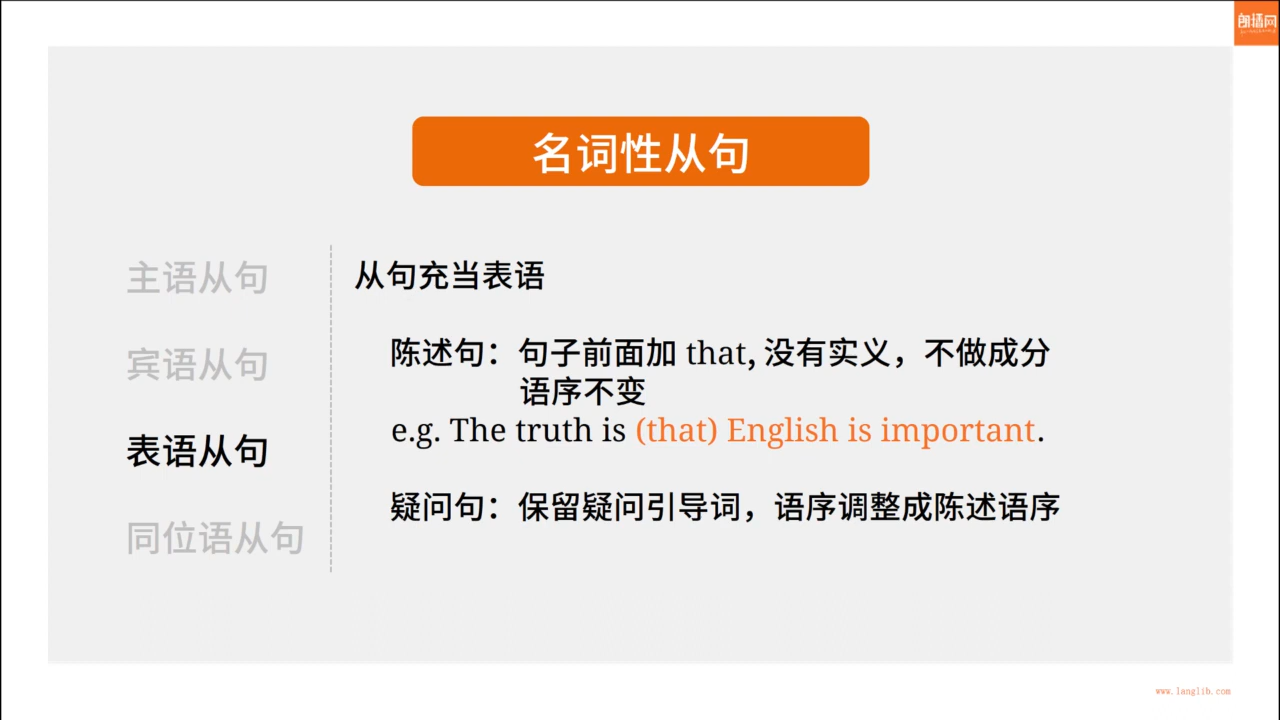 朗播网
名词性从句
主语从句
宾语从句
表语从句
同位语从句
从句充当表语
陈述句：句子前面加 that, 没有实义，不做成分
语序不变
e.g. The truth is (that) English is important.
疑问句：保留疑问引导词，语序调整成陈述语序
www.langlib.com